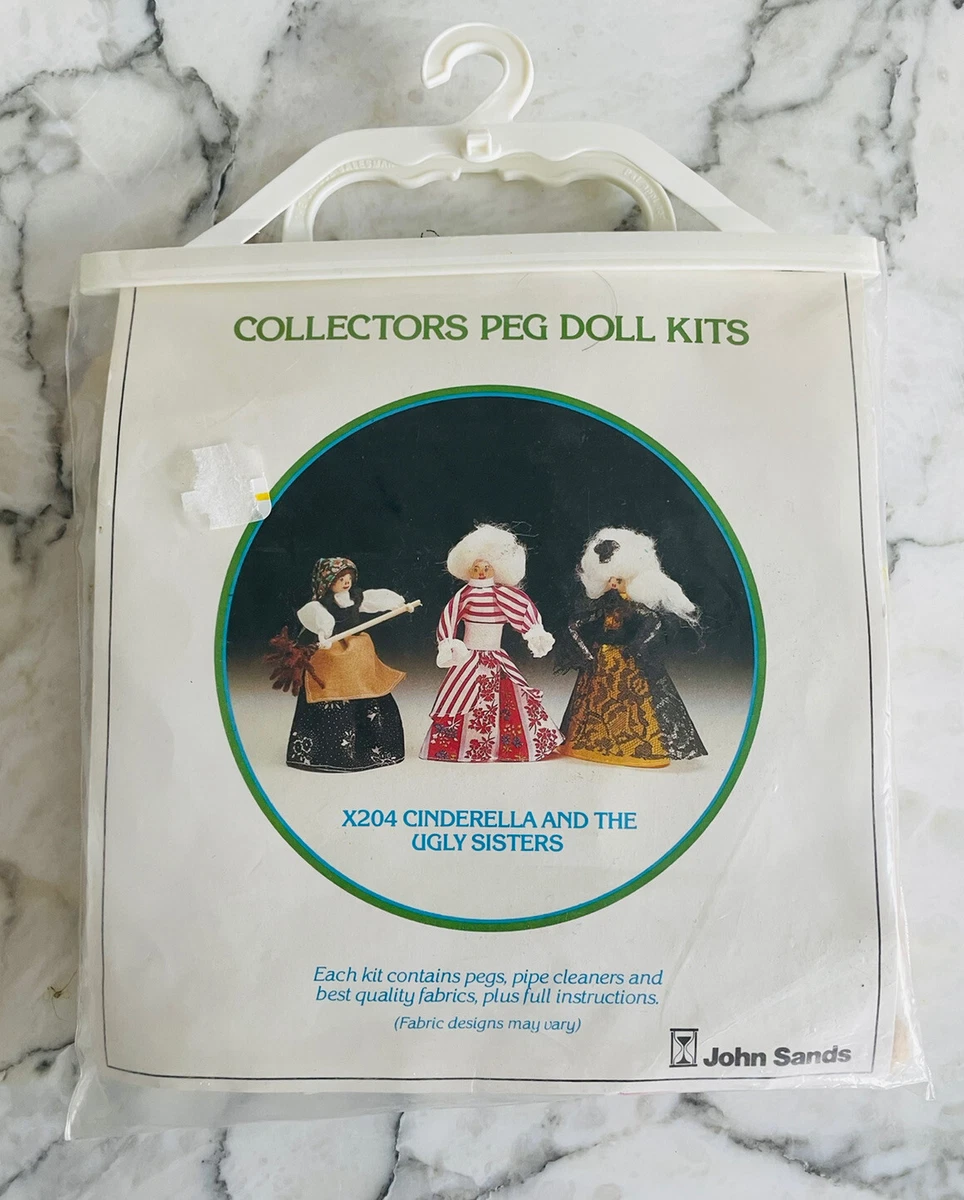 COLLECTORS PEG DOLL KITS
X204 CINDERELLA AND THE
UGLY SISTERS
Each kit contains pegs, pipe cleaners and
best quality fabrics, plus full instructions.
(Fabric designs may vary)
John Sands